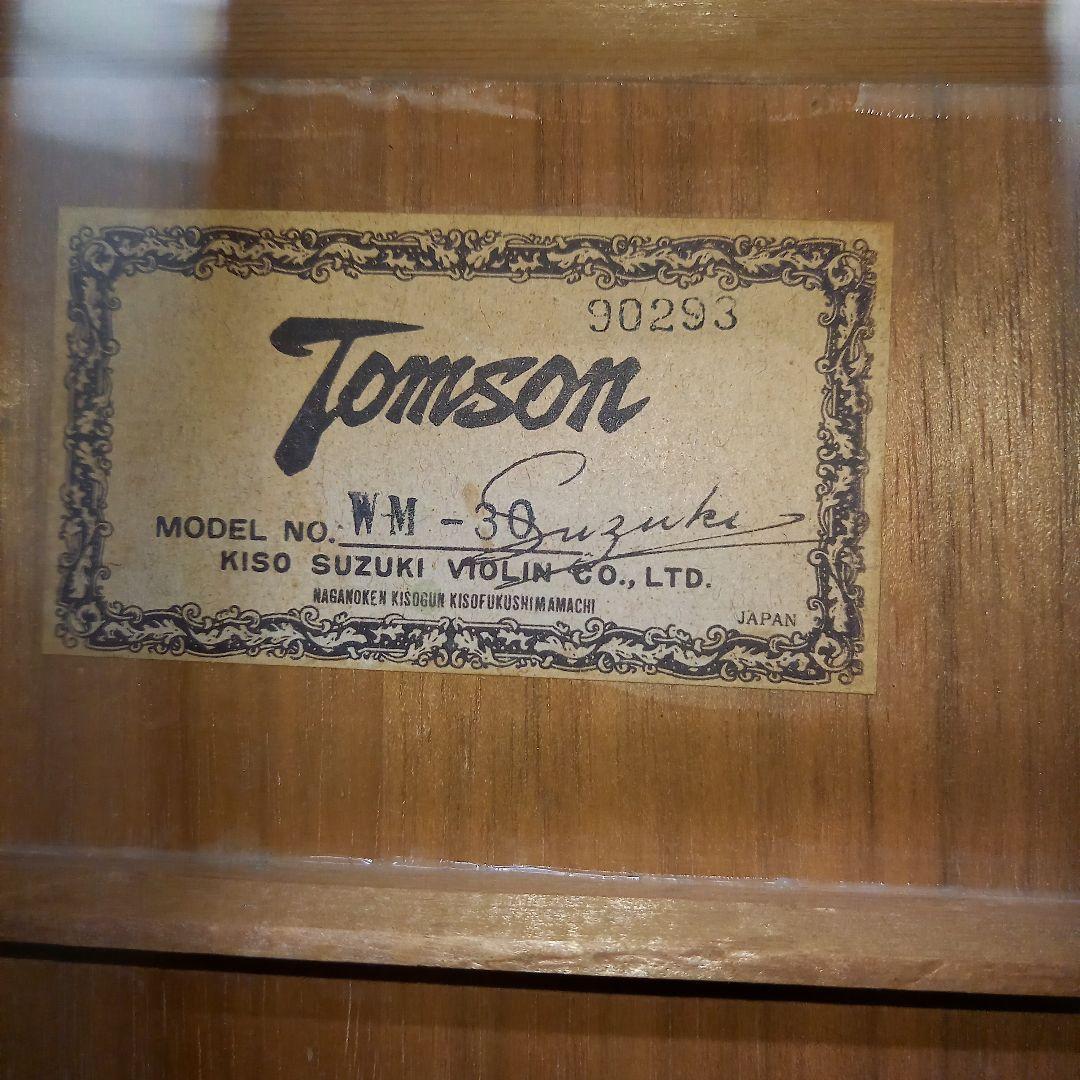 90293
Tomson
MODEL NO. WM-30 Suzuki
KISO SUZUKI VIOLIN CO., LTD.
NAGANOKEN KISOGUN KISOFUKUSHIMAMACHI
JAPAN